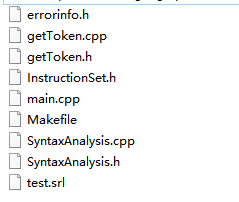 errorinfo.h
getToken.cpp
getToken.h
InstructionSet.h
main.cpp
Makefile
SyntaxAnalysis.cpp
SyntaxAnalysis.h
test.srl